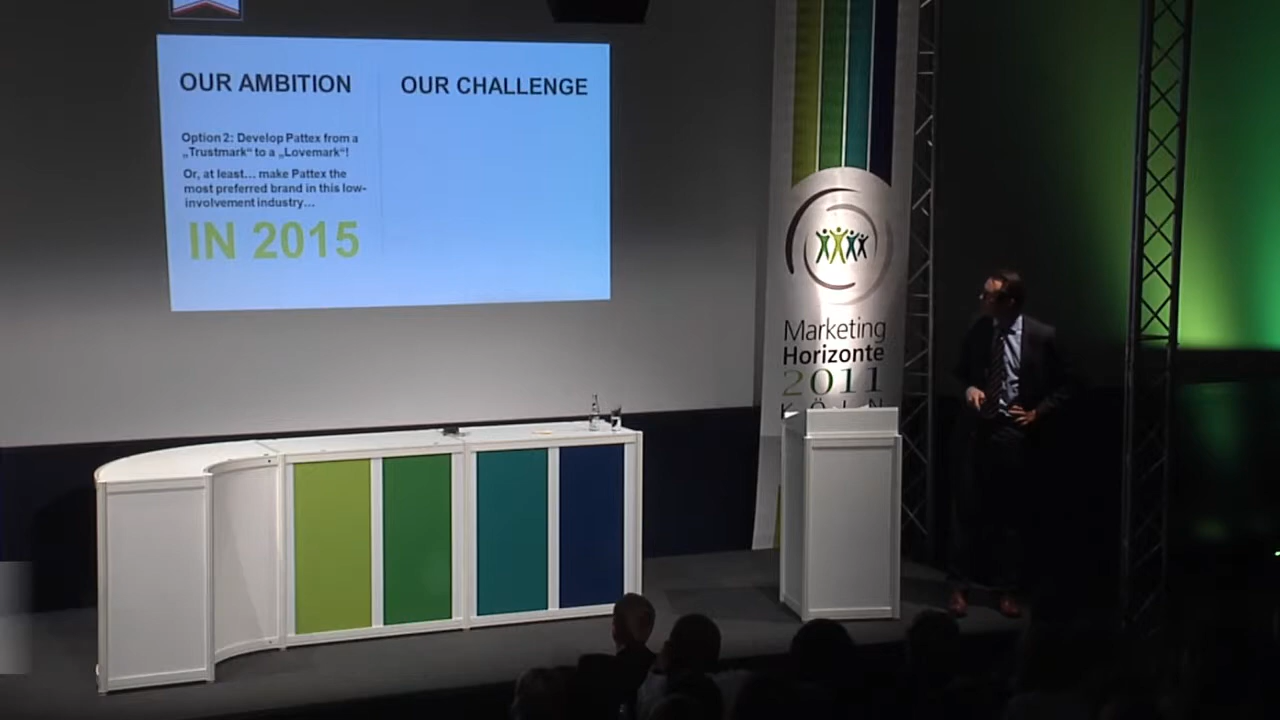 OUR AMBITION
OUR CHALLENGE
Option 2: Develop Pattex from a
„Trustmark“ to a „Lovemark“!
Or, at least… make Pattex the
most preferred brand in this low-
involvement industry…
IN 2015
Marketing
Horizonte
2011
KÖLN